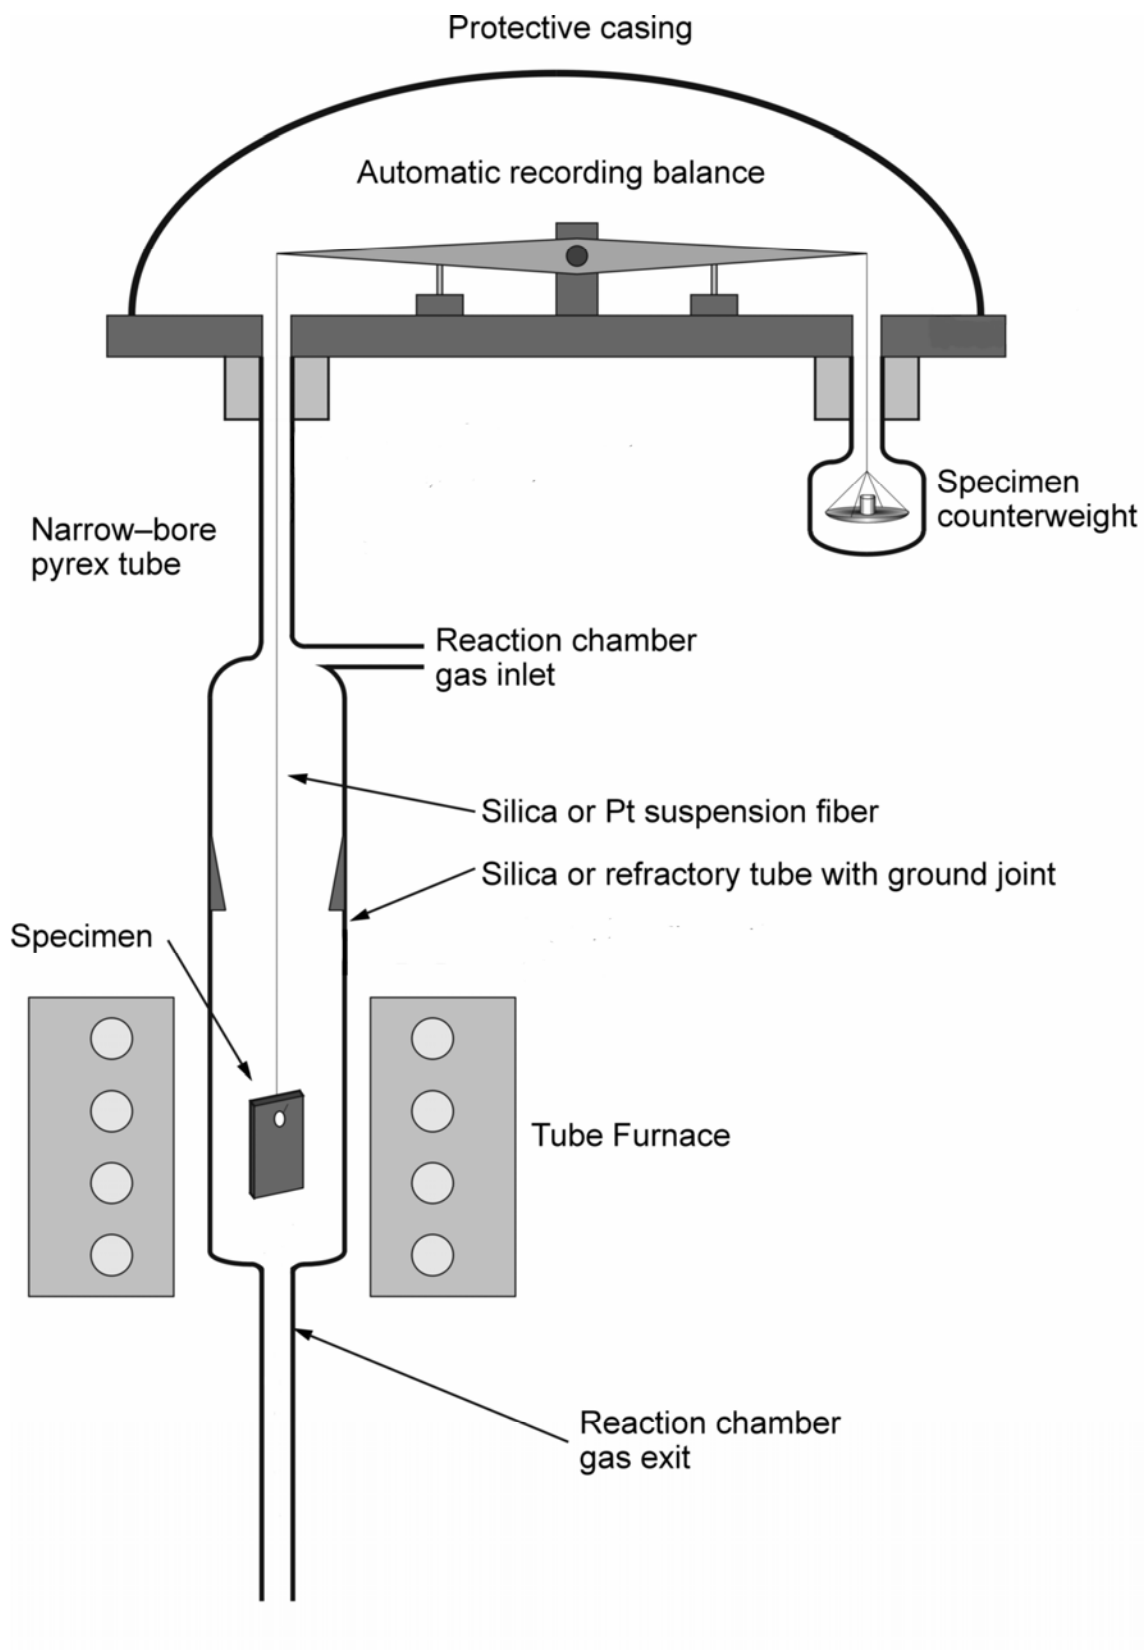 Protective casing
Automatic recording balance
Specimen
counterweight
Narrow–bore
pyrex tube
Reaction chamber
gas inlet
Silica or Pt suspension fiber
Silica or refractory tube with ground joint
Specimen
Tube Furnace
Reaction chamber
gas exit